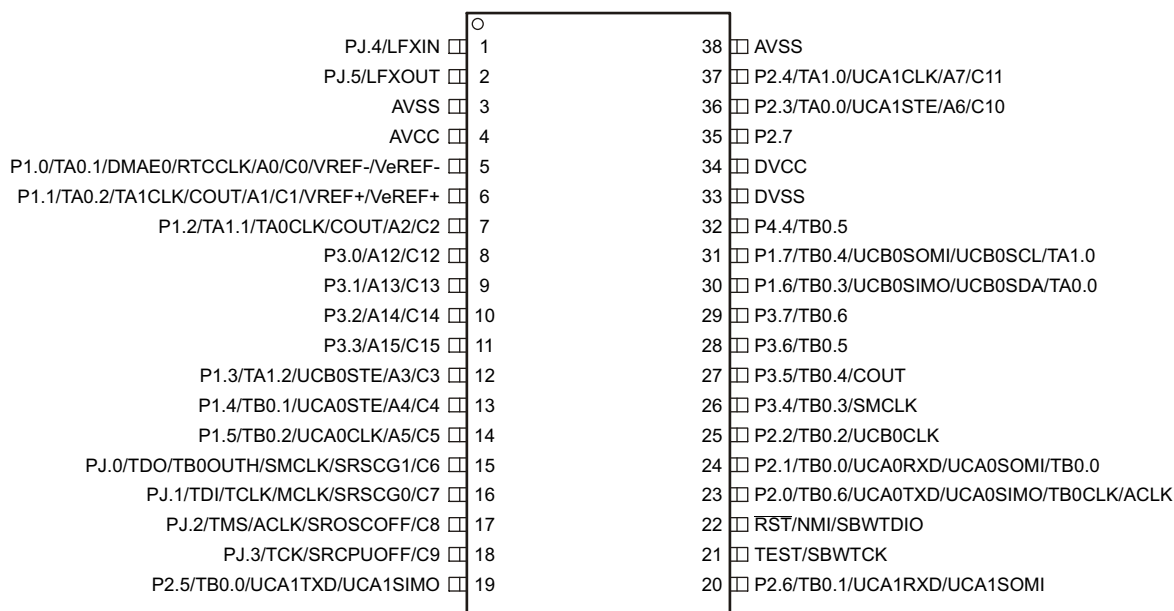 PJ.4/LFXIN 1 38 AVSS
PJ.5/LFXOUT 2 37 P2.4/TA1.0/UCA1CLK/A7/C11
AVSS 3 36 P2.3/TA0.0/UCA1STE/A6/C10
AVCC 4 35 P2.7
P1.0/TA0.1/DMAE0/RTCCLK/A0/C0/VREF-/VeREF- 5 34 DVCC
P1.1/TA0.2/TA1CLK/COUT/A1/C1/VREF+/VeREF+ 6 33 DVSS
P1.2/TA1.1/TA0CLK/COUT/A2/C2 7 32 P4.4/TB0.5
P3.0/A12/C12 8 31 P1.7/TB0.4/UCB0SOMI/UCB0SCL/TA1.0
P3.1/A13/C13 9 30 P1.6/TB0.3/UCB0SIMO/UCB0SDA/TA0.0
P3.2/A14/C14 10 29 P3.7/TB0.6
P3.3/A15/C15 11 28 P3.6/TB0.5
P1.3/TA1.2/UCB0STE/A3/C3 12 27 P3.5/TB0.4/COUT
P1.4/TB0.1/UCA0STE/A4/C4 13 26 P3.4/TB0.3/SMCLK
P1.5/TB0.2/UCA0CLK/A5/C5 14 25 P2.2/TB0.2/UCB0CLK
PJ.0/TDO/TB0OUTH/SMCLK/SRSCG1/C6 15 24 P2.1/TB0.0/UCA0RXD/UCA0SOMI/TB0.0
PJ.1/TDI/TCLK/MCLK/SRSCG0/C7 16 23 P2.0/TB0.6/UCA0TXD/UCA0SIMO/TB0CLK/ACLK
PJ.2/TMS/ACLK/SROSCOFF/C8 17 22 RST/NMI/SBWTDIO
PJ.3/TCK/SRCPUOFF/C9 18 21 TEST/SBWTCK
P2.5/TB0.0/UCA1TXD/UCA1SIMO 19 20 P2.6/TB0.1/UCA1RXD/UCA1SOMI